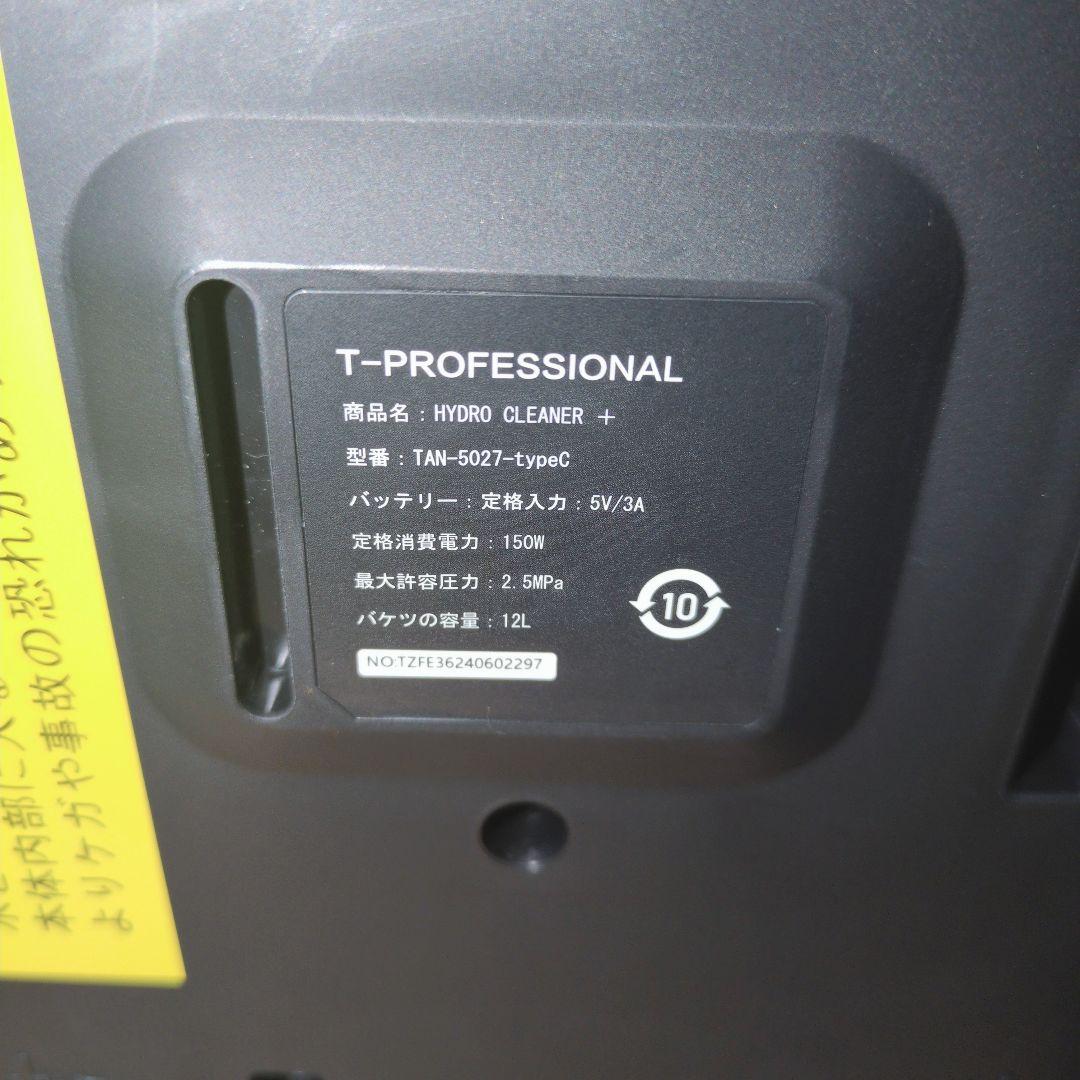 T-PROFESSIONAL
商品名：HYDRO CLEANER ＋
型番：TAN-5027-typeC
バッテリー：定格入力：5V/3A
定格消費電力：150W
最大許容圧力：2.5MPa
バケツの容量：12L
10
NO:TZFE36240602297
本体内部に入
よりケガや事故の恐れがあ